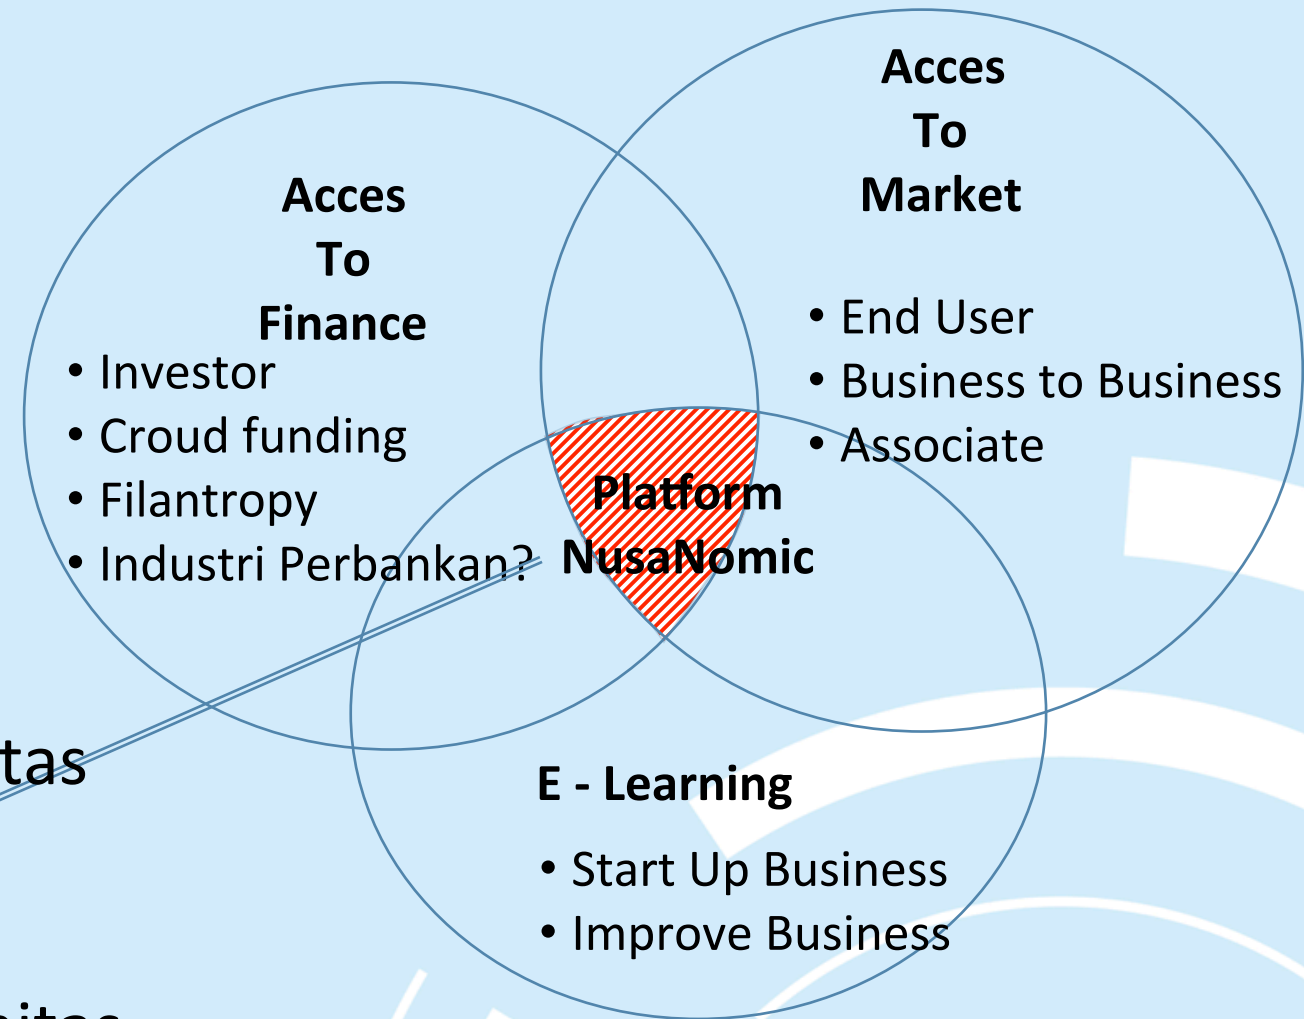 Acces
To
Finance
• Investor
• Croud funding
• Filantropy
• Industri Perbankan?
Acces
To
Market
• End User
• Business to Business
• Associate
Platform
NusaNomic
tas
E - Learning
• Start Up Business
• Improve Business